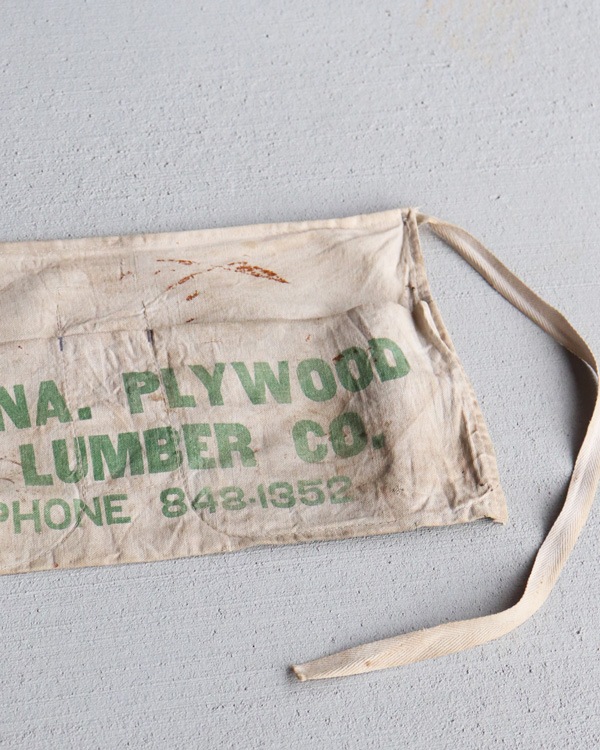 NA. PLYWOOD
LUMBER CO.
PHONE 843-1352